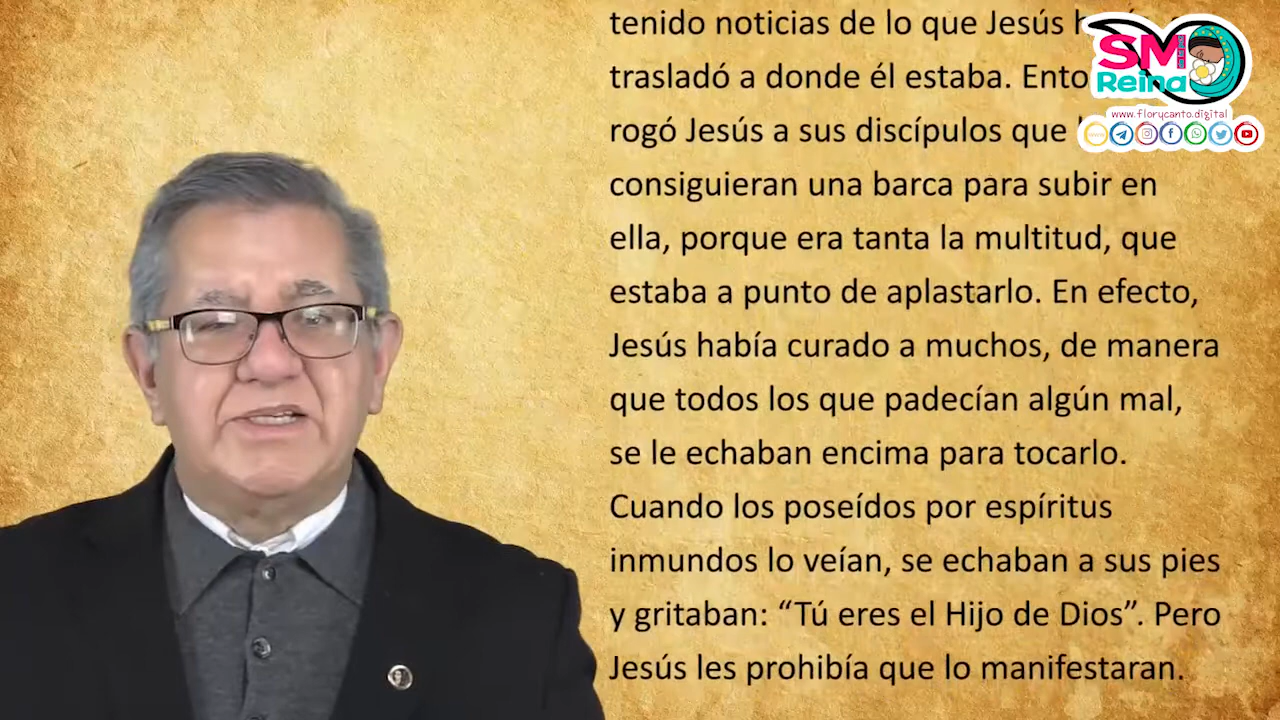 tenido noticias de lo que Jesús
trasladó a donde él estaba.
rogó Jesús a sus discípulos que
consiguieran una barca para subir en
ella, porque era tanta la multitud, que
estaba a punto de aplastarlo. En efecto,
Jesús había curado a muchos, de manera
que todos los que padecían algún mal,
se le echaban encima para tocarlo.
Cuando los poseídos por espíritus
inmundos lo veían, se echaban a sus pies
y gritaban: “Tú eres el Hijo de Dios”. Pero
Jesús les prohibía que lo manifestaran.
SM
Reina
www.florycanto.digital